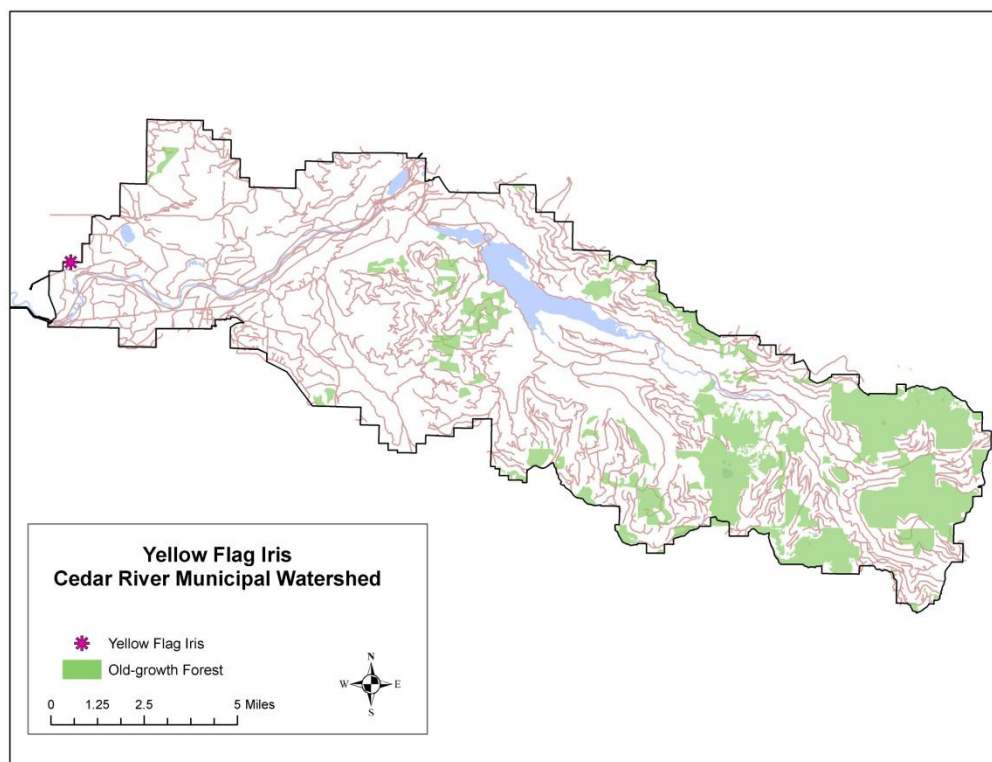 Yellow Flag Iris
Cedar River Municipal Watershed
Yellow Flag Iris
Old-growth Forest
N
W E
S
0 1.25 2.5 5 Miles